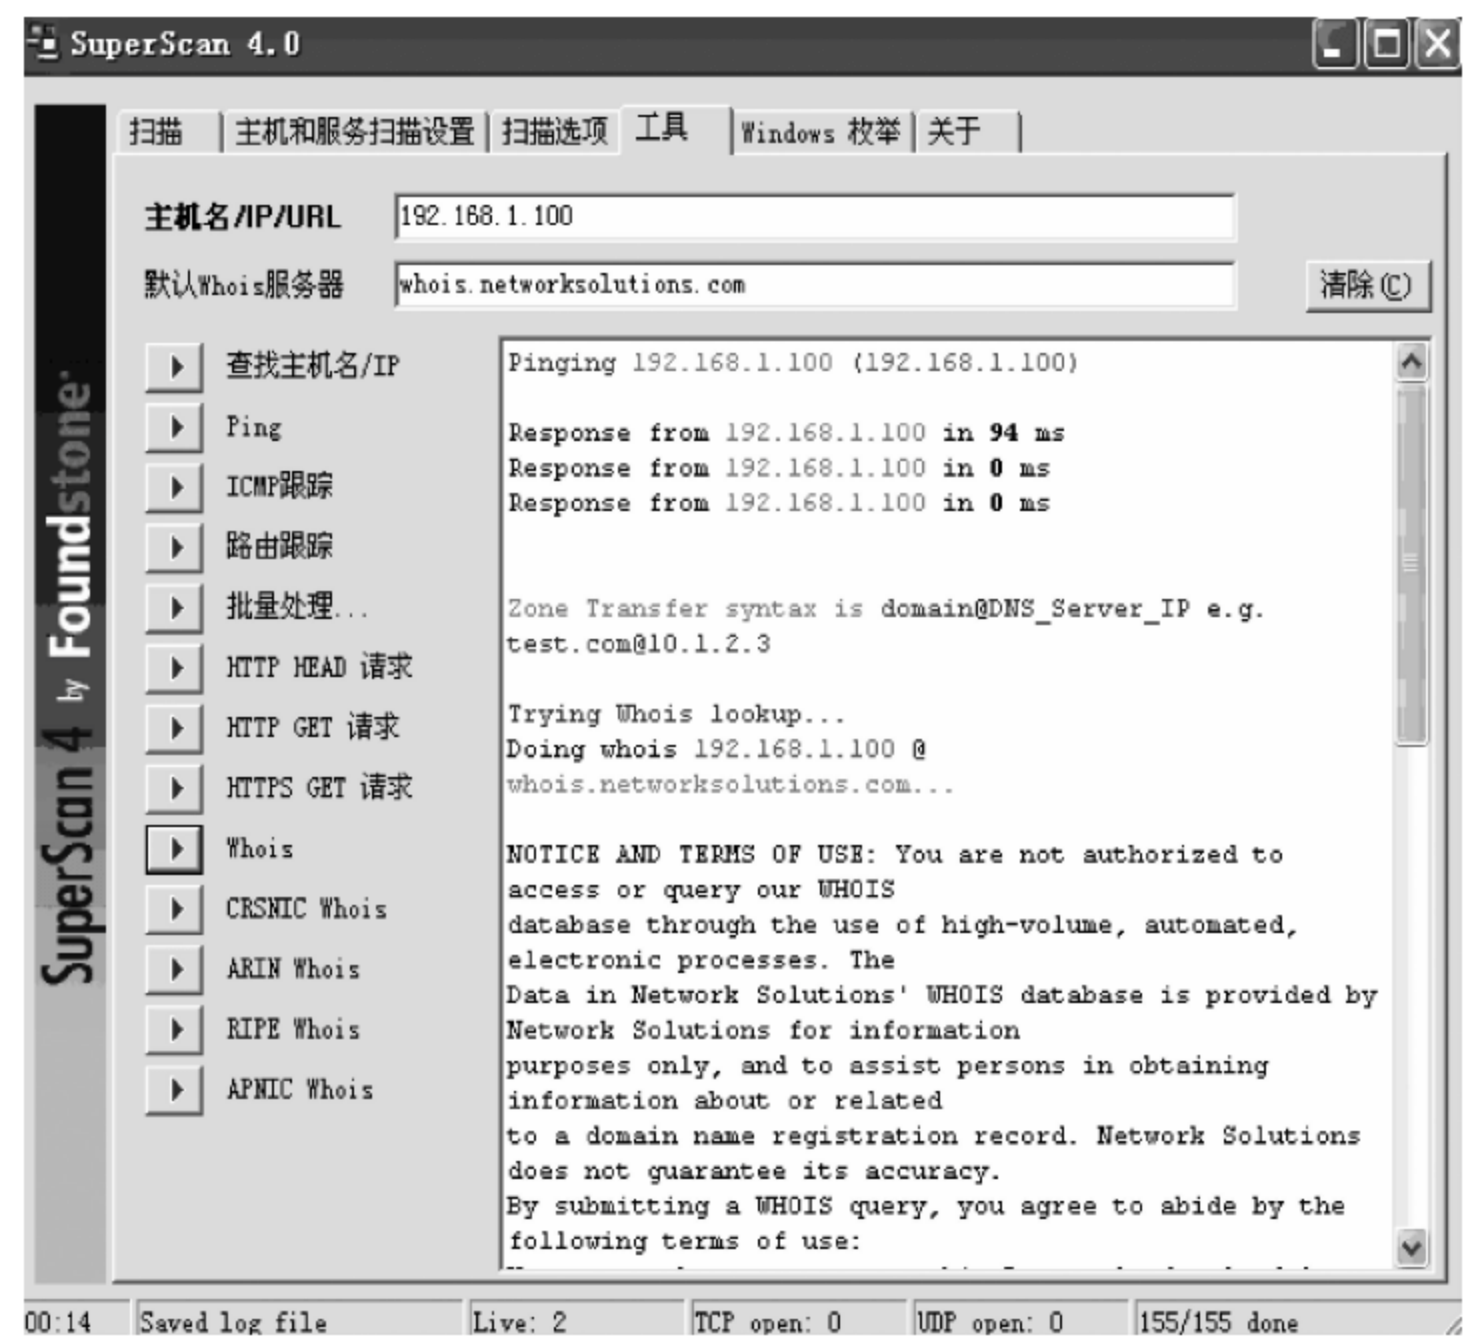 SuperScan 4.0
扫描 主机和服务扫描设置 扫描选项 工具 Windows 枚举 关于
主机名/IP/URL 192.168.1.100
默认Whois服务器 whois.networksolutions.com 清除(C)
查找主机名/IP
Ping
ICMP跟踪
路由跟踪
批量处理...
HTTP HEAD 请求
HTTP GET 请求
HTTPS GET 请求
Whois
CRSNIC Whois
ARIN Whois
RIPE Whois
APNIC Whois
Pinging 192.168.1.100 (192.168.1.100)
Response from 192.168.1.100 in 94 ms
Response from 192.168.1.100 in 0 ms
Response from 192.168.1.100 in 0 ms
Zone Transfer syntax is domain@DNS_Server_IP e.g.
test.com@10.1.2.3
Trying Whois lookup...
Doing whois 192.168.1.100 @
whois.networksolutions.com...
NOTICE AND TERMS OF USE: You are not authorized to
access or query our WHOIS
database through the use of high-volume, automated,
electronic processes. The
Data in Network Solutions' WHOIS database is provided by
Network Solutions for information
purposes only, and to assist persons in obtaining
information about or related
to a domain name registration record. Network Solutions
does not guarantee its accuracy.
By submitting a WHOIS query, you agree to abide by the
following terms of use:
SuperScan 4 by Foundstone
00:14 Saved log file Live: 2 TCP open: 0 UDP open: 0 155/155 done